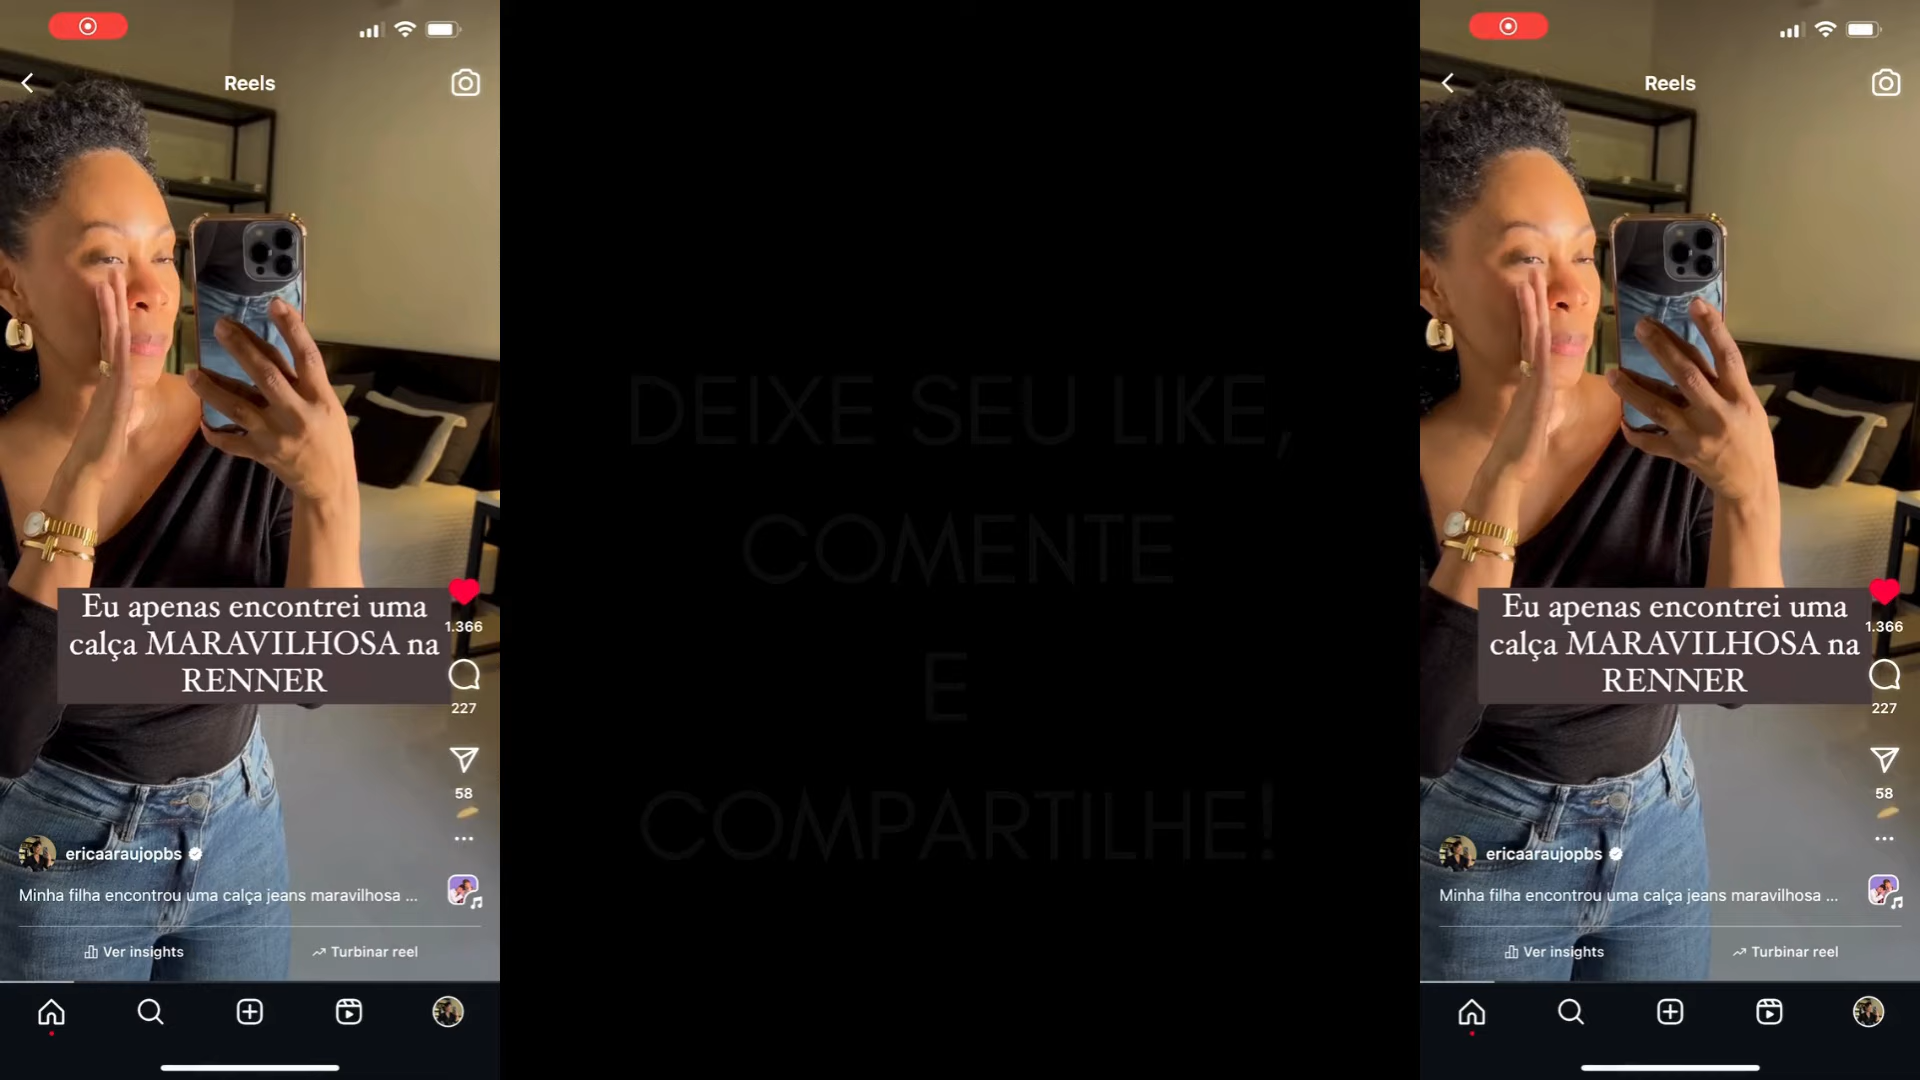 Reels
Eu apenas encontrei uma
calça MARAVILHOSA na
RENNER
1.366
227
58
ericaaraujopbs
Minha filha encontrou uma calça jeans maravilhosa ...
Ver insights
Turbinar reel
DEIXE SEU LIKE,
COMENTE
E
COMPARTILHE!
Reels
Eu apenas encontrei uma
calça MARAVILHOSA na
RENNER
1.366
227
58
ericaaraujopbs
Minha filha encontrou uma calça jeans maravilhosa ...
Ver insights
Turbinar reel